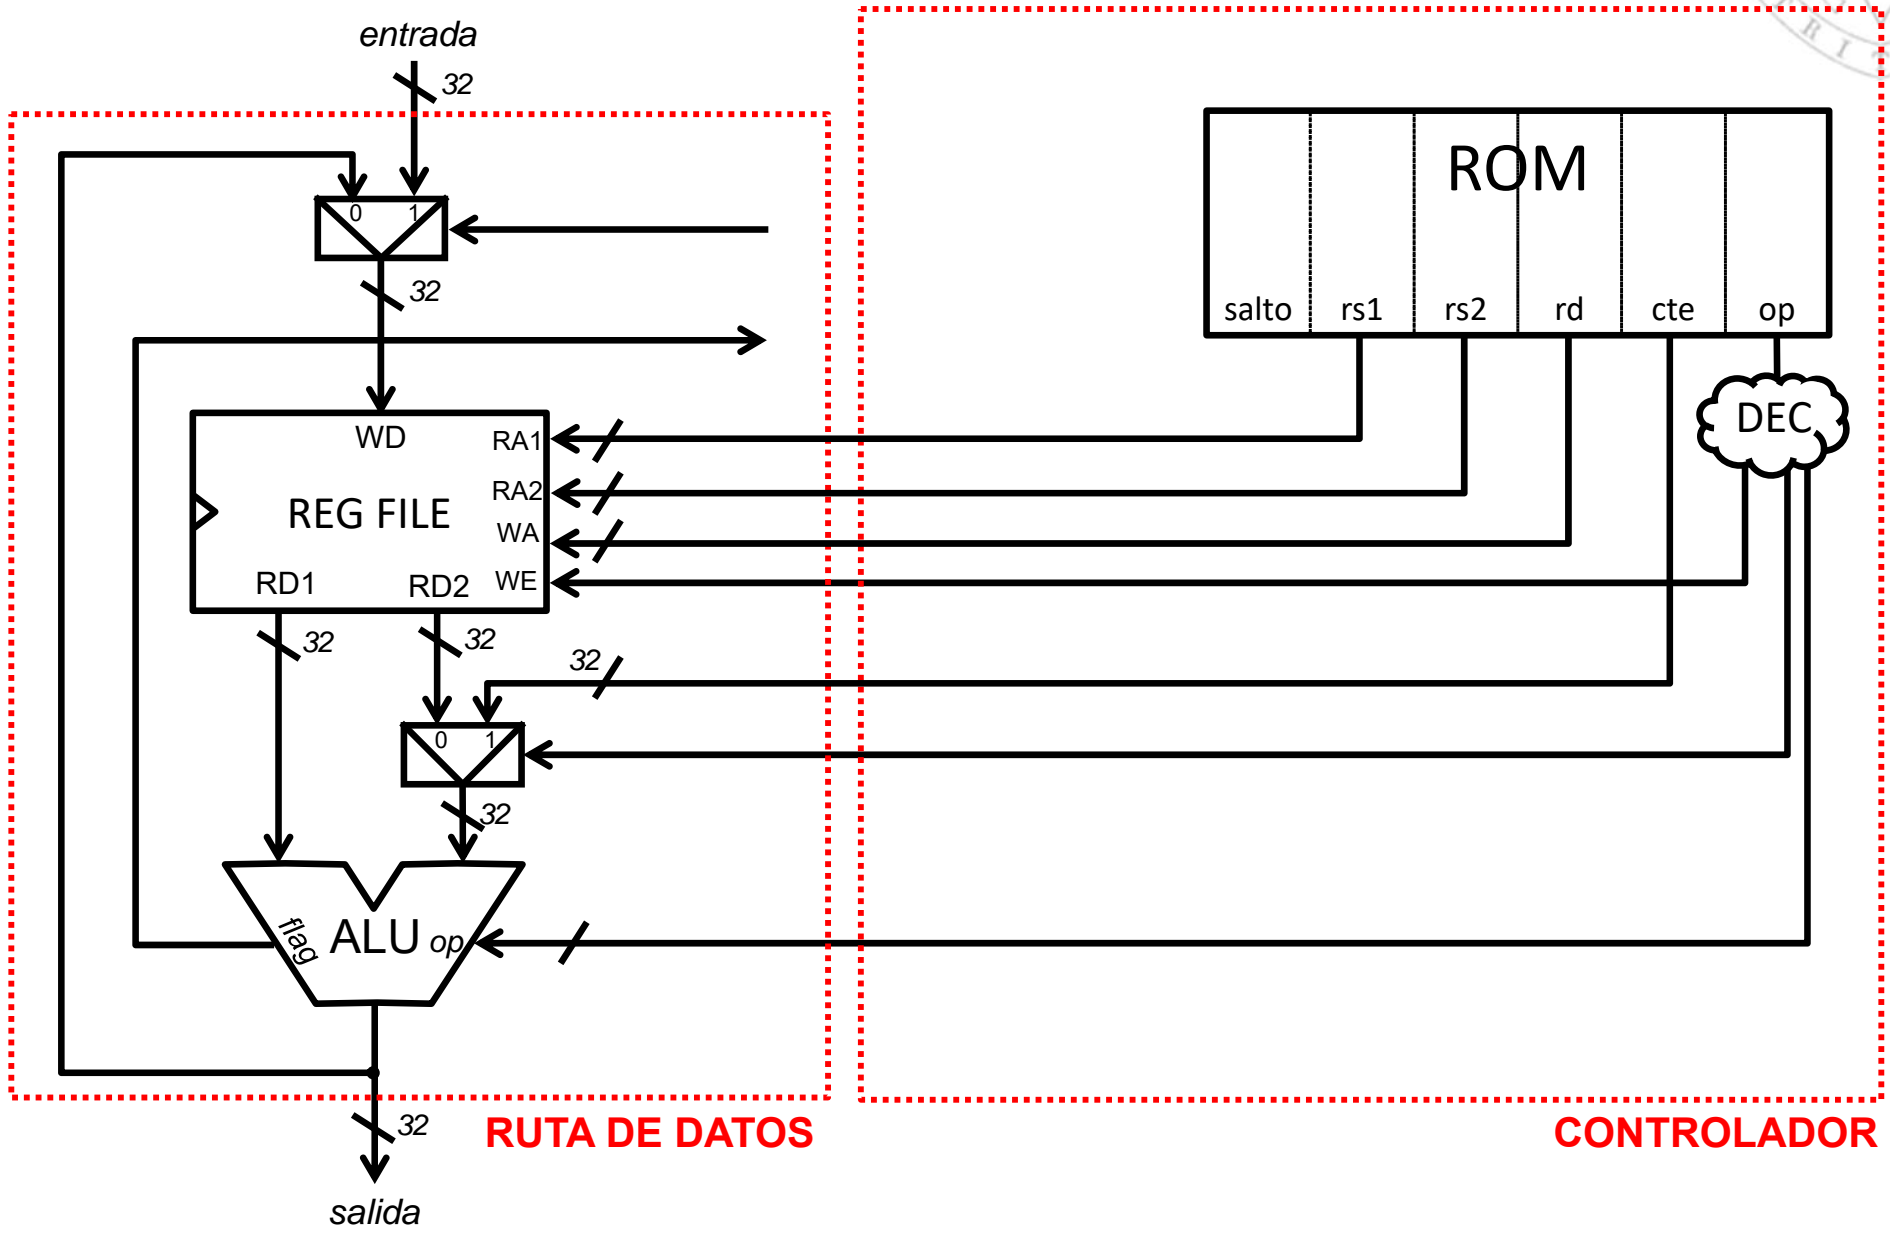 entrada
32
0 1
32
ROM
salto rs1 rs2 rd cte op
DEC
WD
RA1
RA2
REG FILE
WA
WE
RD1 RD2
32 32 32
0 1
32
flag ALU op
32
RUTA DE DATOS
CONTROLADOR
salida